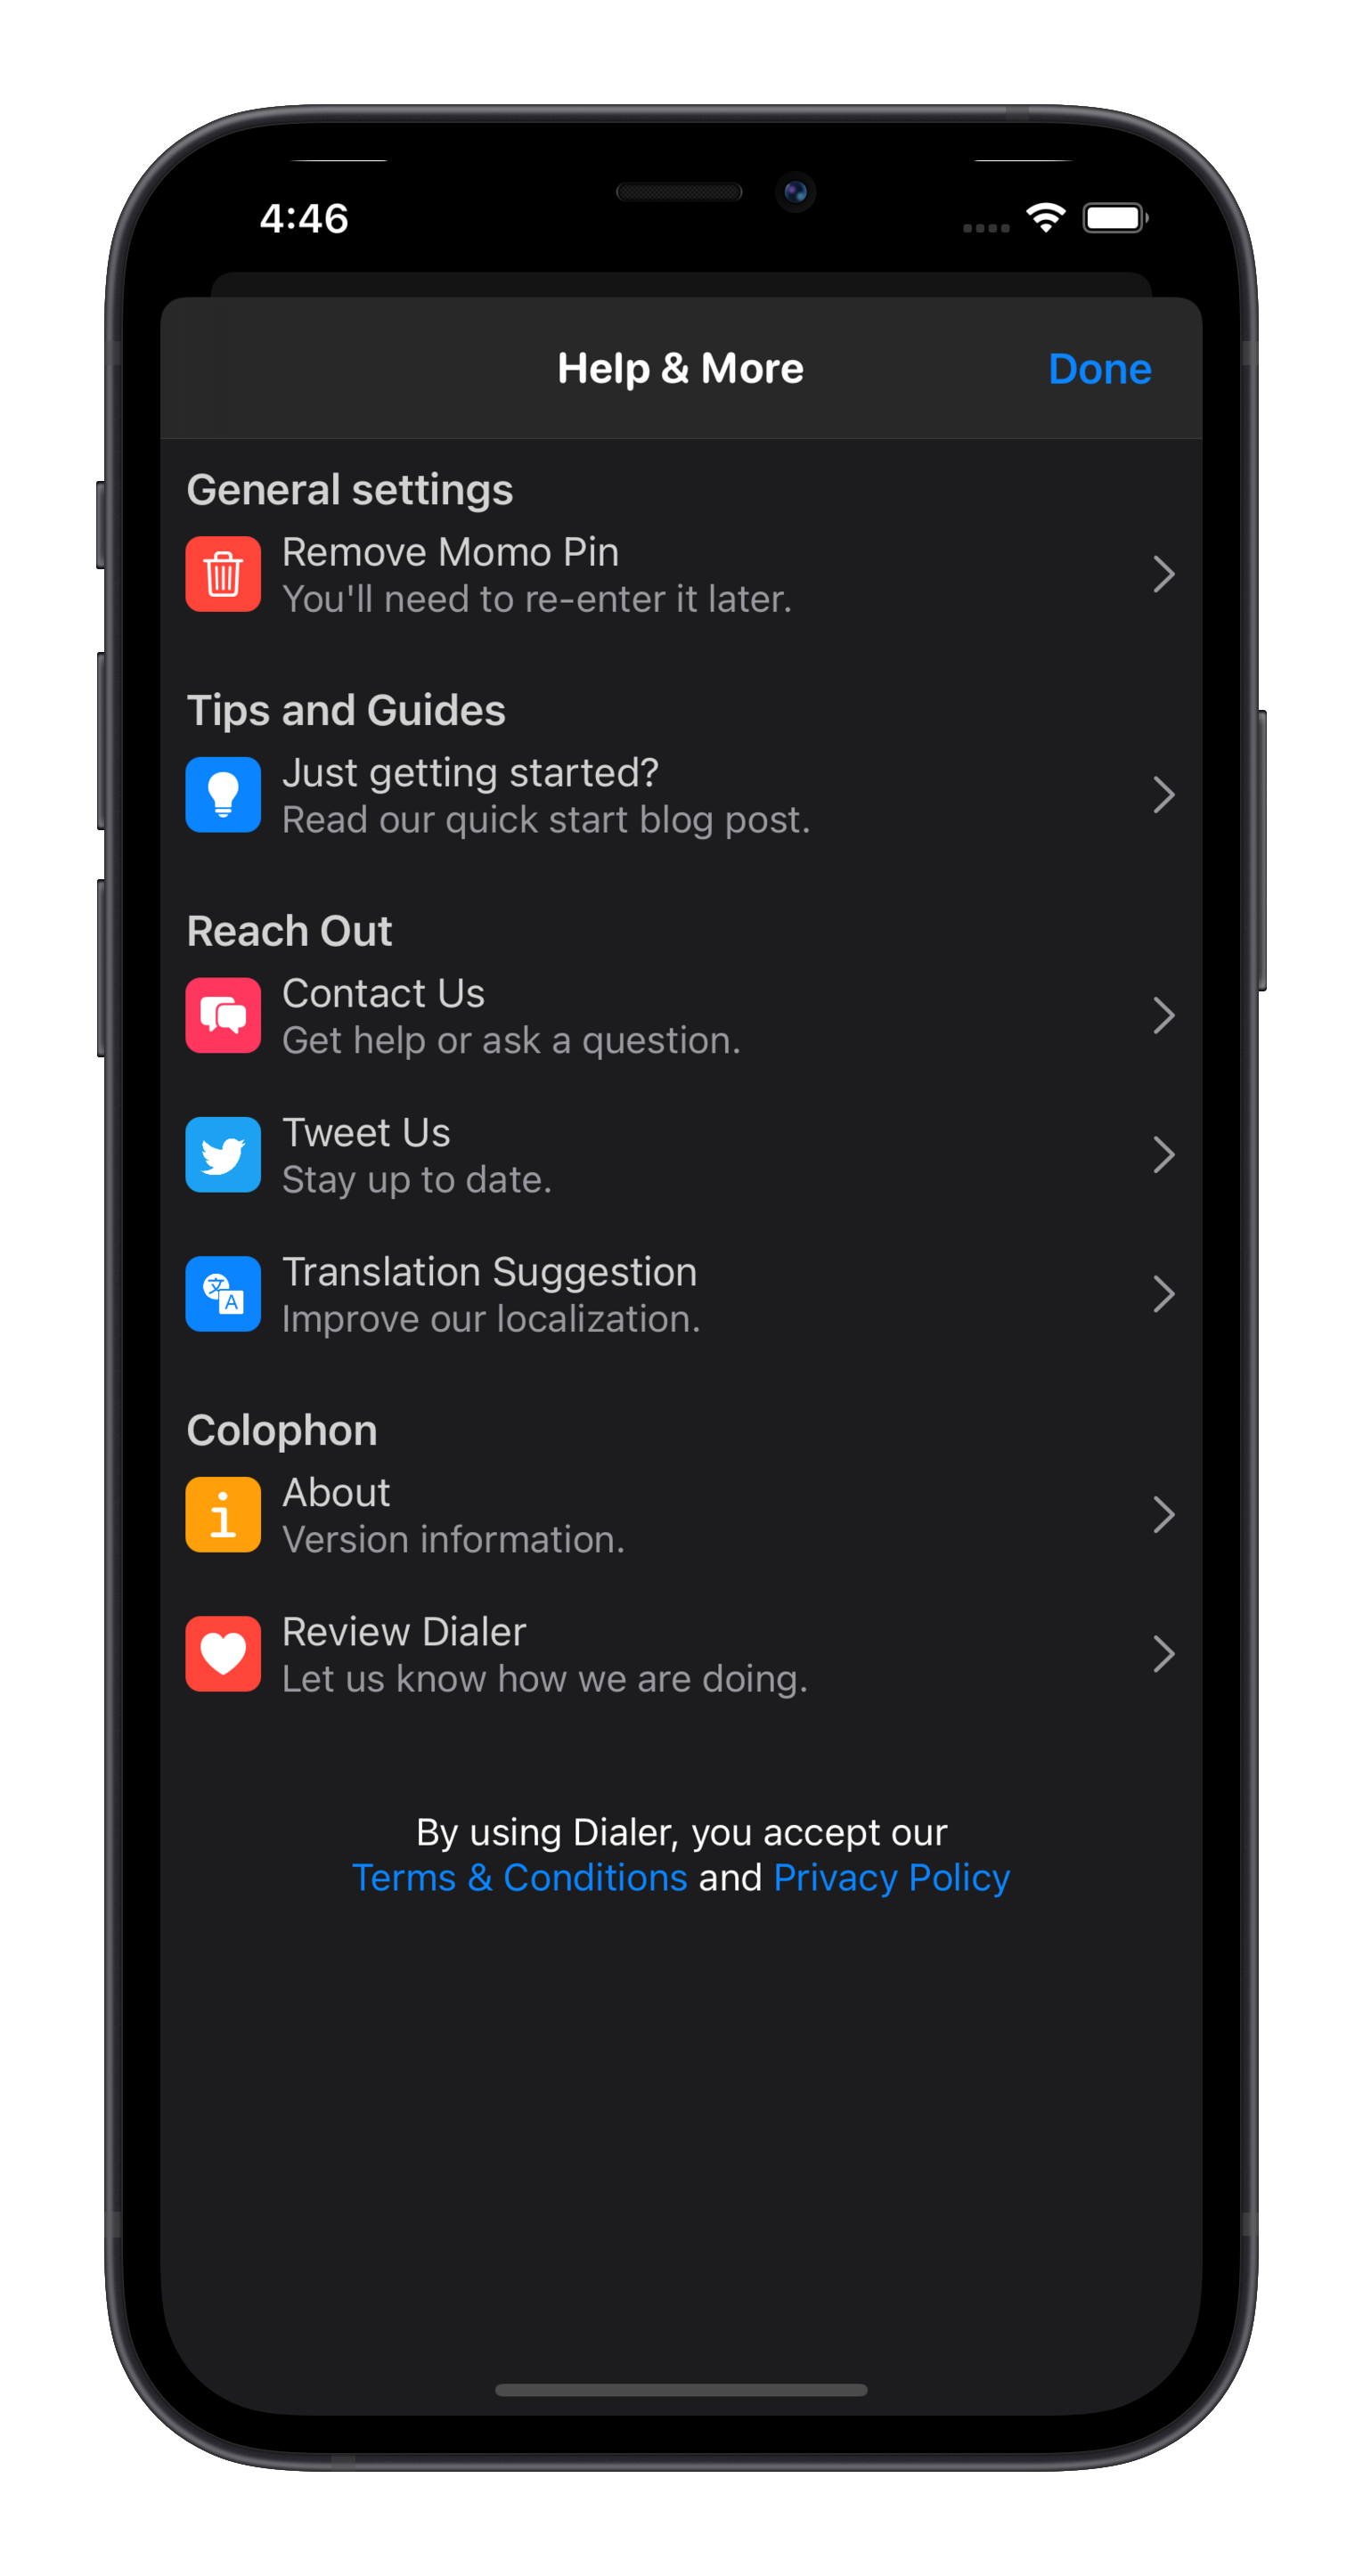 4:46
Help & More
Done
General settings
Remove Momo Pin
You'll need to re-enter it later.
Tips and Guides
Just getting started?
Read our quick start blog post.
Reach Out
Contact Us
Get help or ask a question.
Tweet Us
Stay up to date.
文
A
Translation Suggestion
Improve our localization.
Colophon
i
About
Version information.
Review Dialer
Let us know how we are doing.
By using Dialer, you accept our
Terms & Conditions and Privacy Policy